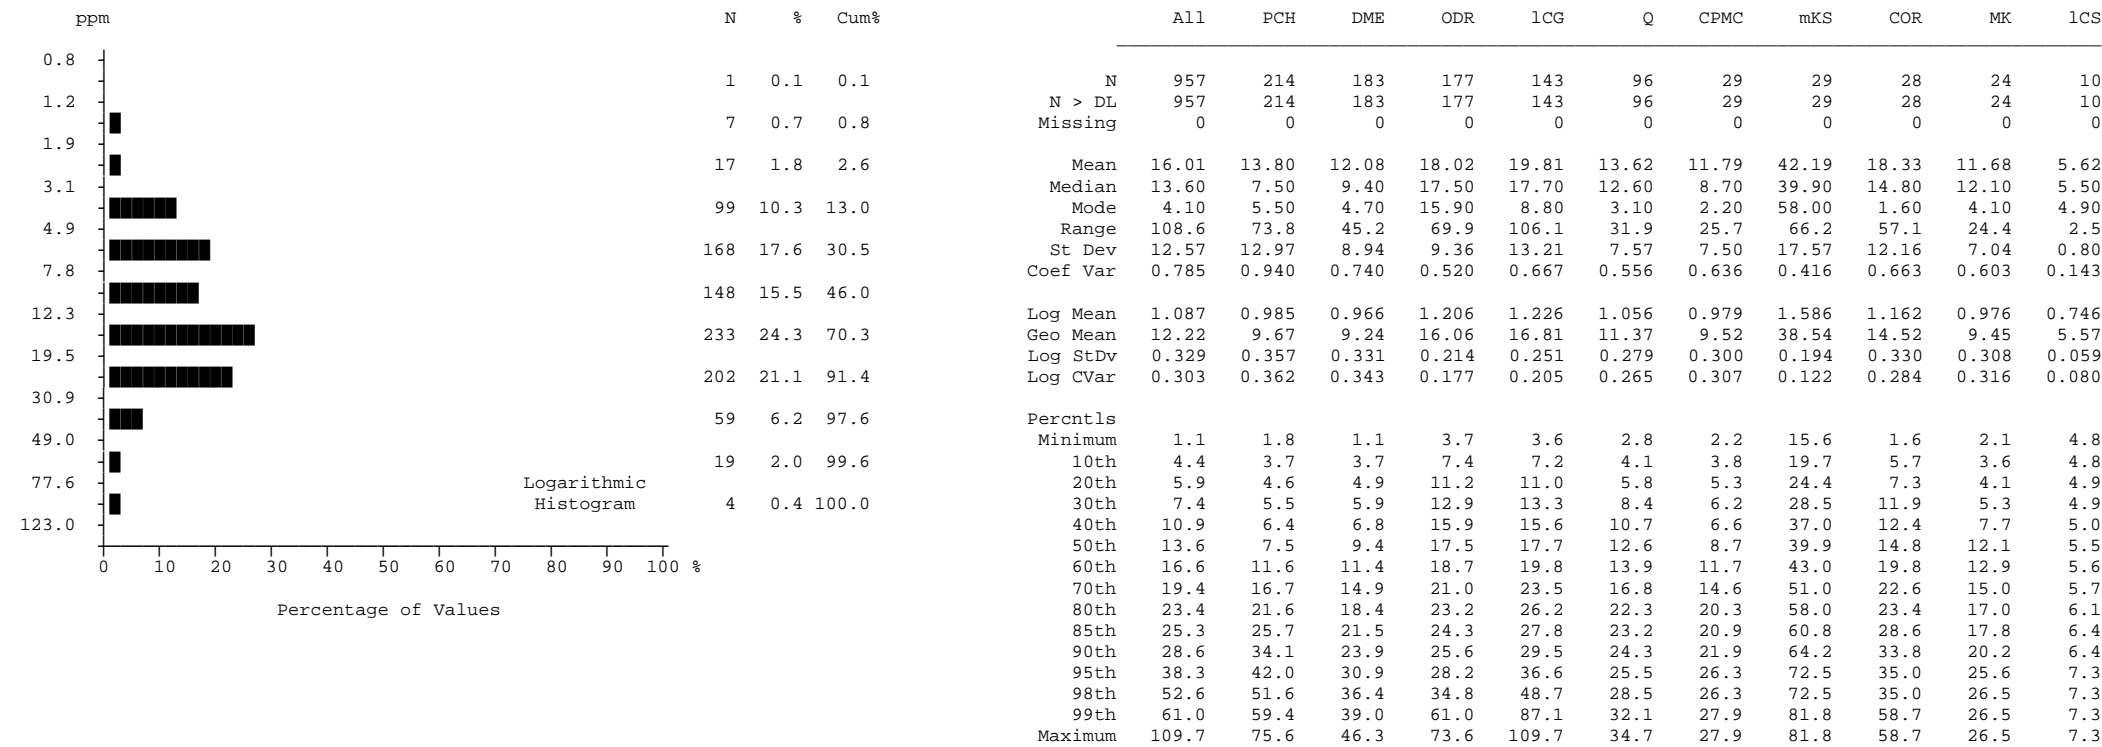 ppm N % Cum%
0.8
1 0.1 0.1
1.2
7 0.7 0.8
1.9
17 1.8 2.6
3.1
99 10.3 13.0
4.9
168 17.6 30.5
7.8
148 15.5 46.0
12.3
233 24.3 70.3
19.5
202 21.1 91.4
30.9
59 6.2 97.6
49.0
19 2.0 99.6
77.6 Logarithmic
Histogram 4 0.4 100.0
123.0
0 10 20 30 40 50 60 70 80 90 100 %
Percentage of Values
All PCH DME ODR lCG Q CPMC mKS COR MK lCS
N 957 214 183 177 143 96 29 29 28 24 10
N > DL 957 214 183 177 143 96 29 29 28 24 10
Missing 0 0 0 0 0 0 0 0 0 0 0
Mean 16.01 13.80 12.08 18.02 19.81 13.62 11.79 42.19 18.33 11.68 5.62
Median 13.60 7.50 9.40 17.50 17.70 12.60 8.70 39.90 14.80 12.10 5.50
Mode 4.10 5.50 4.70 15.90 8.80 3.10 2.20 58.00 1.60 4.10 4.90
Range 108.6 73.8 45.2 69.9 106.1 31.9 25.7 66.2 57.1 24.4 2.5
St Dev 12.57 12.97 8.94 9.36 13.21 7.57 7.50 17.57 12.16 7.04 0.80
Coef Var 0.785 0.940 0.740 0.520 0.667 0.556 0.636 0.416 0.663 0.603 0.143
Log Mean 1.087 0.985 0.966 1.206 1.226 1.056 0.979 1.586 1.162 0.976 0.746
Geo Mean 12.22 9.67 9.24 16.06 16.81 11.37 9.52 38.54 14.52 9.45 5.57
Log StDv 0.329 0.357 0.331 0.214 0.251 0.279 0.300 0.194 0.330 0.308 0.059
Log CVar 0.303 0.362 0.343 0.177 0.205 0.265 0.307 0.122 0.284 0.316 0.080
Percntls
Minimum 1.1 1.8 1.1 3.7 3.6 2.8 2.2 15.6 1.6 2.1 4.8
10th 4.4 3.7 3.7 7.4 7.2 4.1 3.8 19.7 5.7 3.6 4.8
20th 5.9 4.6 4.9 11.2 11.0 5.8 5.3 24.4 7.3 4.1 4.9
30th 7.4 5.5 5.9 12.9 13.3 8.4 6.2 28.5 11.9 5.3 4.9
40th 10.9 6.4 6.8 15.9 15.6 10.7 6.6 37.0 12.4 7.7 5.0
50th 13.6 7.5 9.4 17.5 17.7 12.6 8.7 39.9 14.8 12.1 5.5
60th 16.6 11.6 11.4 18.7 19.8 13.9 11.7 43.0 19.8 12.9 5.6
70th 19.4 16.7 14.9 21.0 23.5 16.8 14.6 51.0 22.6 15.0 5.7
80th 23.4 21.6 18.4 23.2 26.2 22.3 20.3 58.0 23.4 17.0 6.1
85th 25.3 25.7 21.5 24.3 27.8 23.2 20.9 60.8 28.6 17.8 6.4
90th 28.6 34.1 23.9 25.6 29.5 24.3 21.9 64.2 33.8 20.2 6.4
95th 38.3 42.0 30.9 28.2 36.6 25.5 26.3 72.5 35.0 25.6 7.3
98th 52.6 51.6 36.4 34.8 48.7 28.5 26.3 72.5 35.0 26.5 7.3
99th 61.0 59.4 39.0 61.0 87.1 32.1 27.9 81.8 58.7 26.5 7.3
Maximum 109.7 75.6 46.3 73.6 109.7 34.7 27.9 81.8 58.7 26.5 7.3